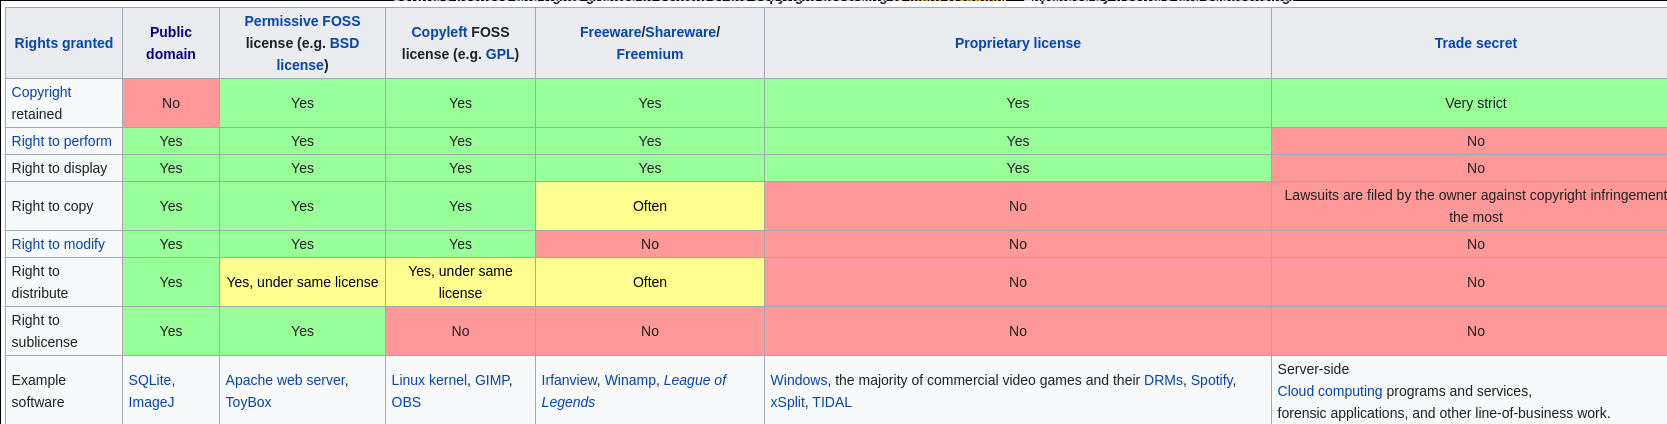 Rights granted
Public
domain
Permissive FOSS
license (e.g. BSD
license)
Copyleft FOSS
license (e.g. GPL)
Freeware/Shareware/
Freemium
Proprietary license
Trade secret
Copyright
retained
No
Yes
Yes
Yes
Yes
Very strict
Right to perform
Yes
Yes
Yes
Yes
Yes
No
Right to display
Yes
Yes
Yes
Yes
Yes
No
Right to copy
Yes
Yes
Yes
Often
No
Lawsuits are filed by the owner against copyright infringement
the most
Right to modify
Yes
Yes
Yes
No
No
No
Right to
distribute
Yes
Yes, under same license
Yes, under same
license
Often
No
No
Right to
sublicense
Yes
Yes
No
No
No
No
Example
software
SQLite,
ImageJ
Apache web server,
ToyBox
Linux kernel, GIMP,
OBS
Irfanview, Winamp, League of
Legends
Windows, the majority of commercial video games and their DRMs, Spotify,
xSplit, TIDAL
Server-side
Cloud computing programs and services,
forensic applications, and other line-of-business work.